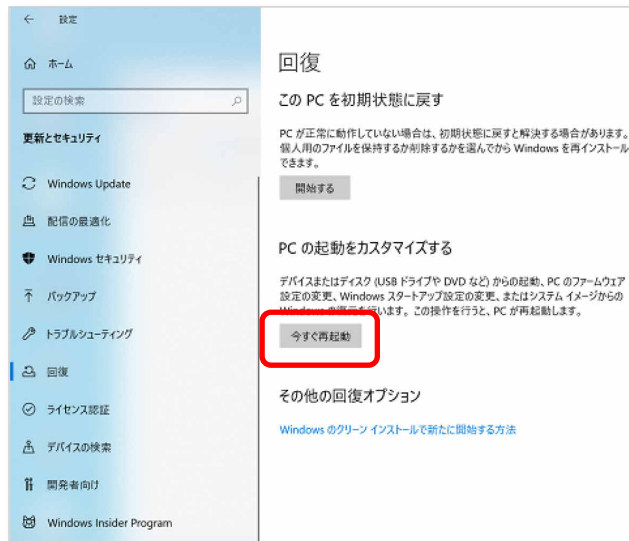 設定
ホーム
設定の検索
更新とセキュリティ
Windows Update
配信の最適化
Windows セキュリティ
バックアップ
トラブルシューティング
回復
ライセンス認証
デバイスの検索
開発者向け
Windows Insider Program
回復
この PC を初期状態に戻す
PC が正常に動作していない場合は、初期状態に戻すと解決する場合があります。
個人用のファイルを保持するか削除するかを選んでから Windows を再インストール
できます。
開始する
PC の起動をカスタマイズする
デバイスまたはディスク (USB ドライブや DVD など) からの起動、PC のファームウェア
設定の変更、Windows スタートアップ設定の変更、またはシステム イメージからの
Windows の復元を行います。この操作を行うと、PC が再起動します。
今すぐ再起動
その他の回復オプション
Windows のクリーン インストールで新たに開始する方法